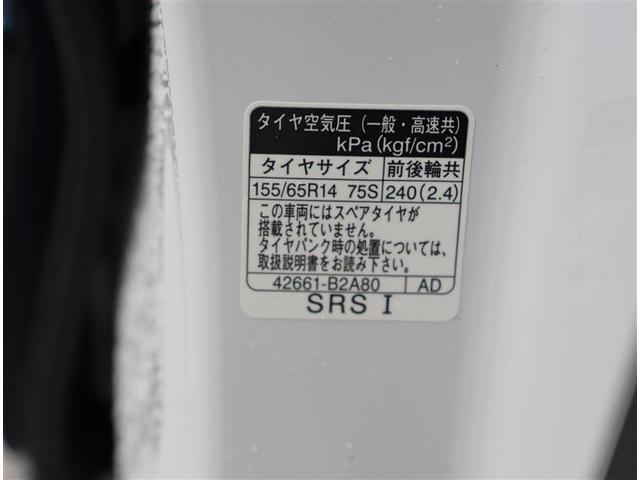 タイヤ空気圧（一般・高速共）
kPa(kgf/cm²)
タイヤサイズ 前後輪共
155/65R14 75S 240(2.4)
この車両にはスペアタイヤが
搭載されていません。
タイヤパンク時の処置については、
取扱説明書をお読み下さい。
42661-B2A80 AD
SRS I